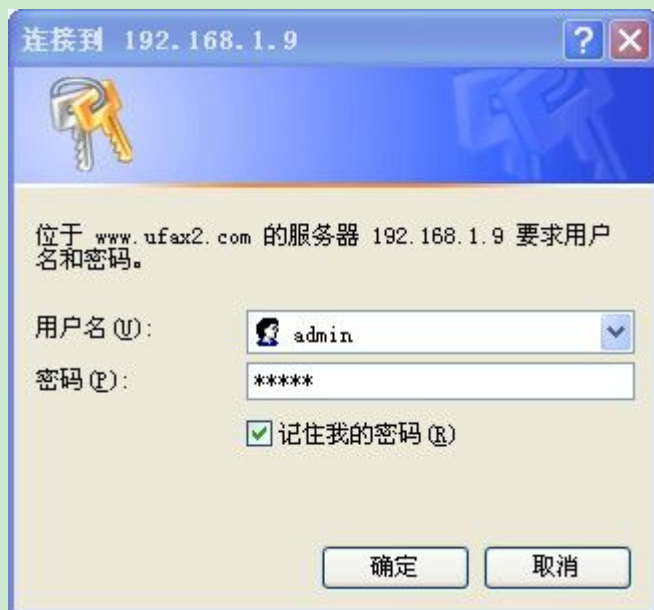 连接到 192.168.1.9
位于 www.ufax2.com 的服务器 192.168.1.9 要求用户
名和密码。
用户名(U):
admin
密码(P):
*****
记住我的密码(R)
确定
取消